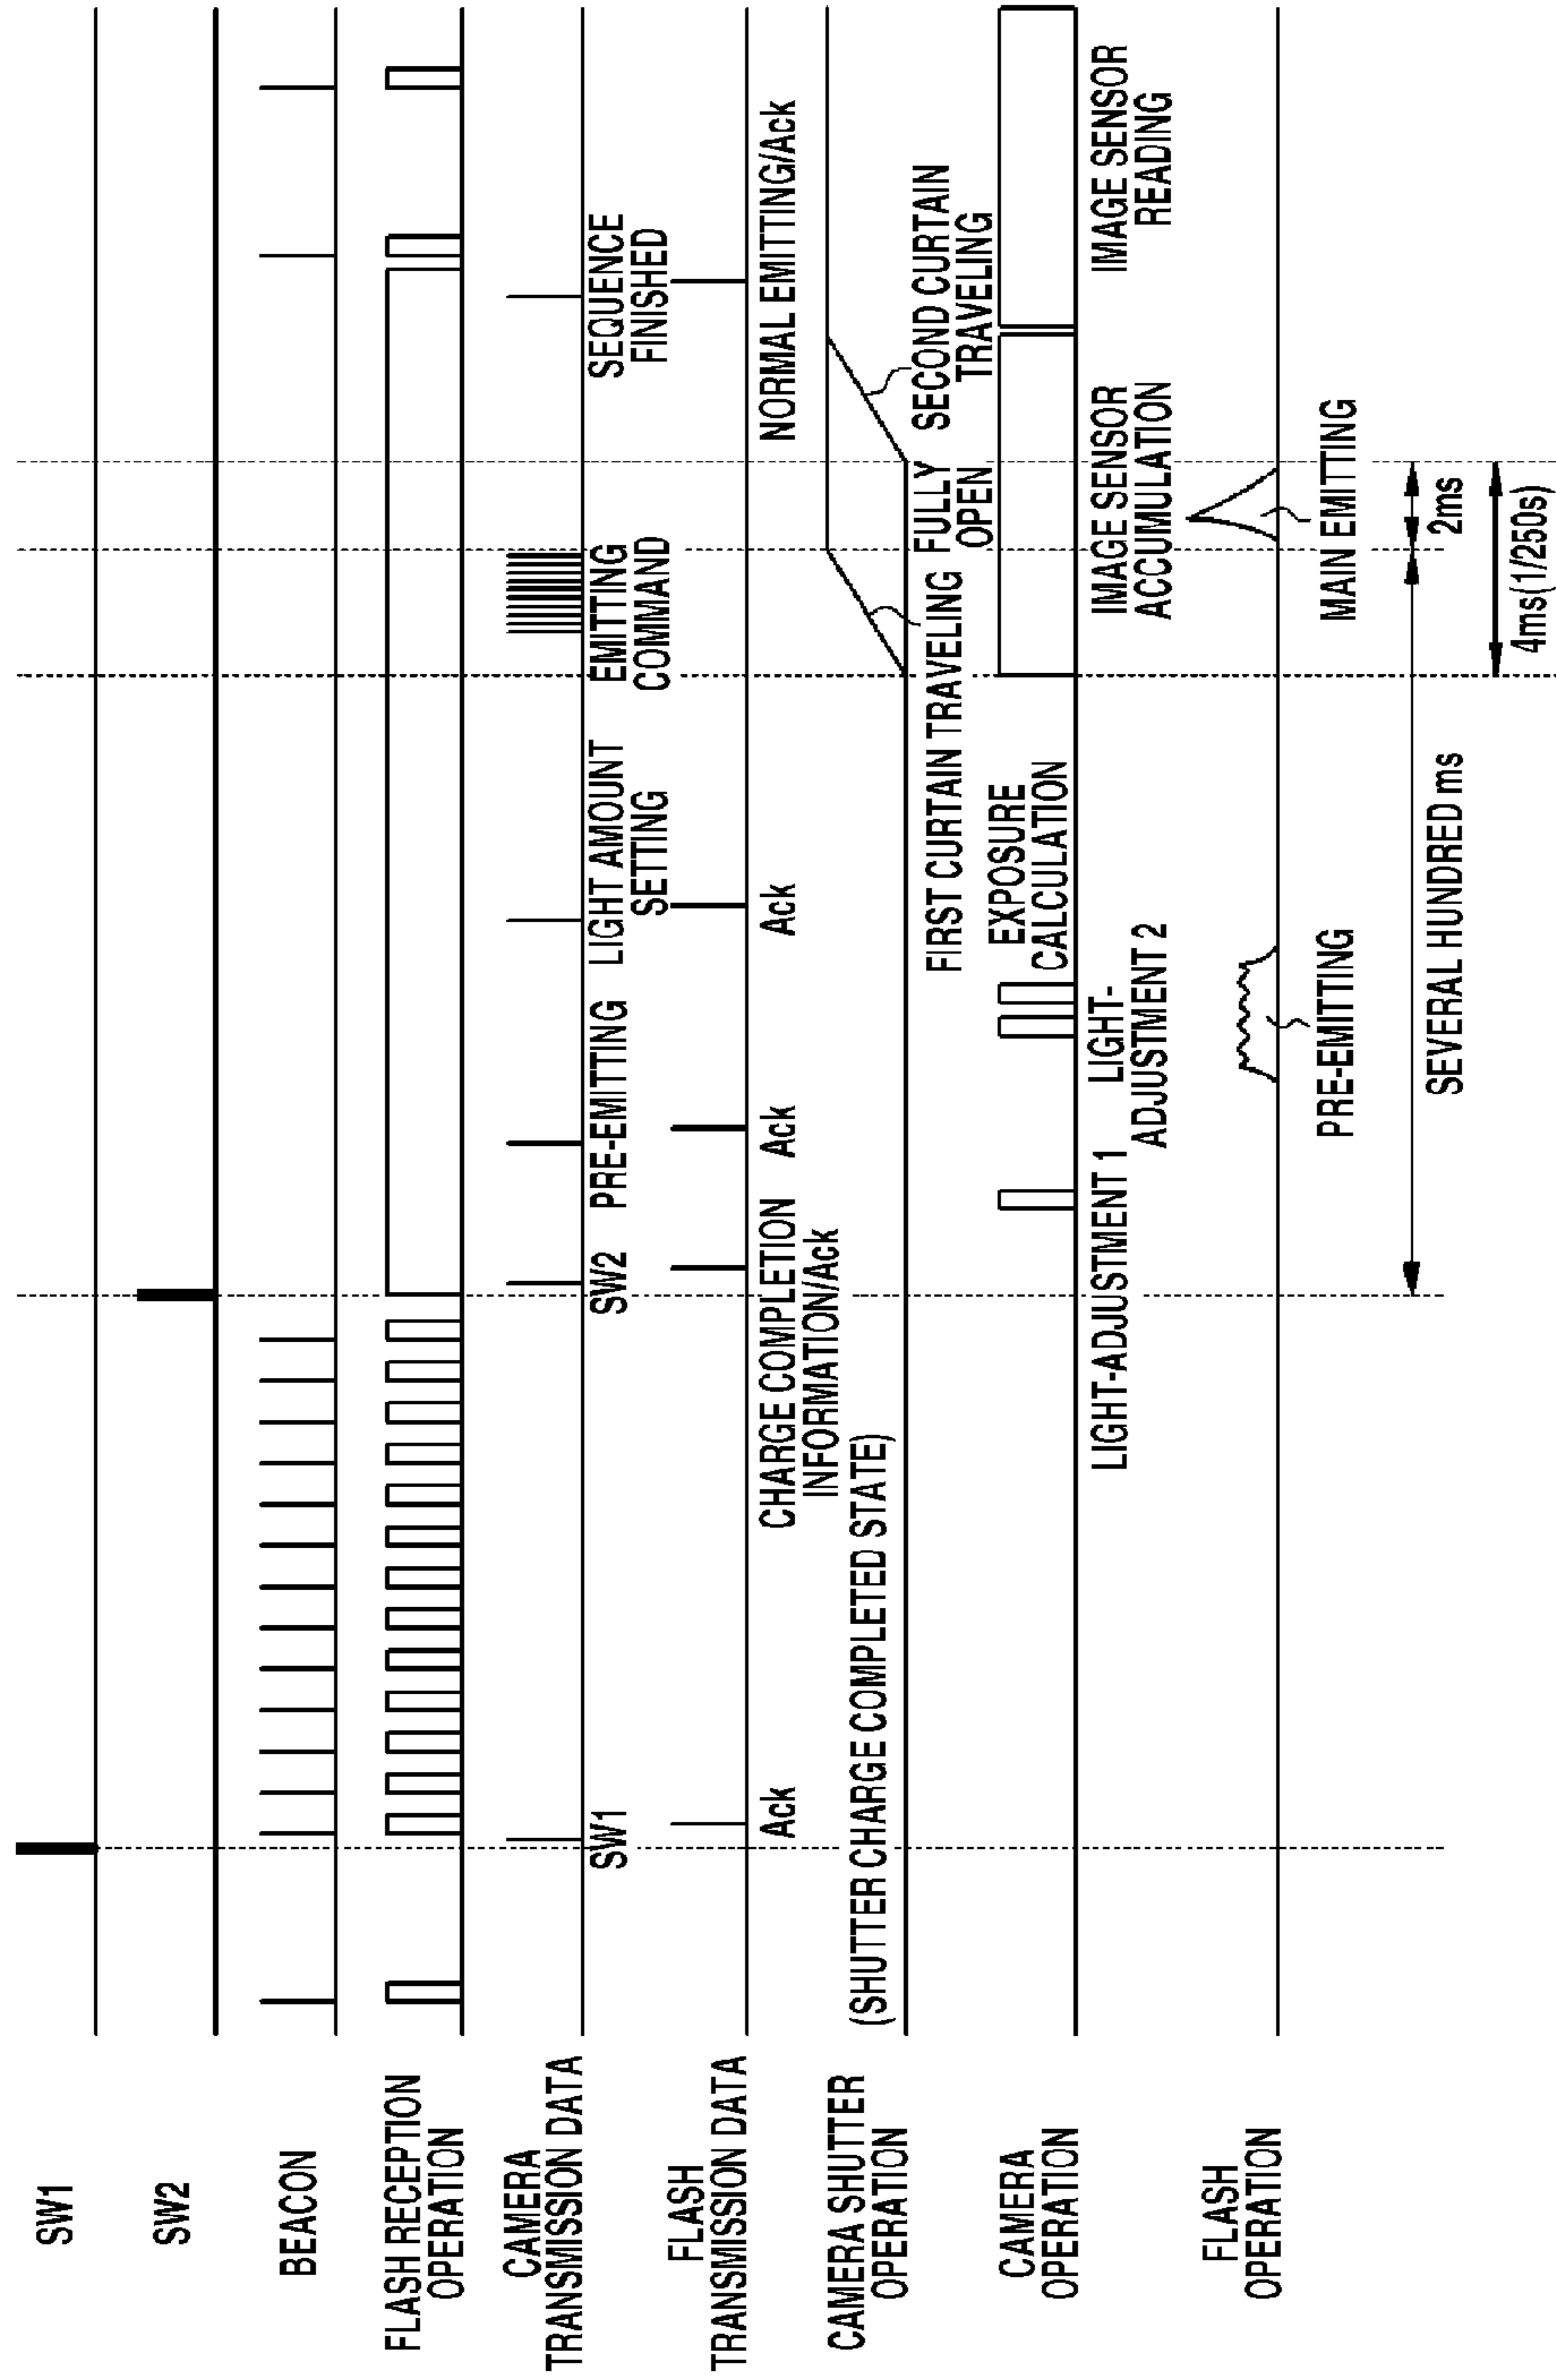 SW1
SW2
BEACON
FLASH RECEPTION
OPERATION
CAMERA
TRANSMISSION DATA
SW1
SW2
PRE-EMITTING
LIGHT AMOUNT
SETTING
EMITTING
COMMAND
SEQUENCE
FINISHED
FLASH
TRANSMISSION DATA
Ack
CHARGE COMPLETION
INFORMATION/Ack
Ack
Ack
NORMAL EMITTING/Ack
CAMERA SHUTTER
OPERATION
(SHUTTER CHARGE COMPLETED STATE)
FIRST CURTAIN TRAVELING
FULLY
OPEN
SECOND CURTAIN
TRAVELING
CAMERA
OPERATION
LIGHT-ADJUSTMENT 1
LIGHT-
ADJUSTMENT 2
EXPOSURE
CALCULATION
IMAGE SENSOR
ACCUMULATION
IMAGE SENSOR
READING
FLASH
OPERATION
PRE-EMITTING
MAIN EMITTING
SEVERAL HUNDRED ms
2ms
4ms(1/250s)